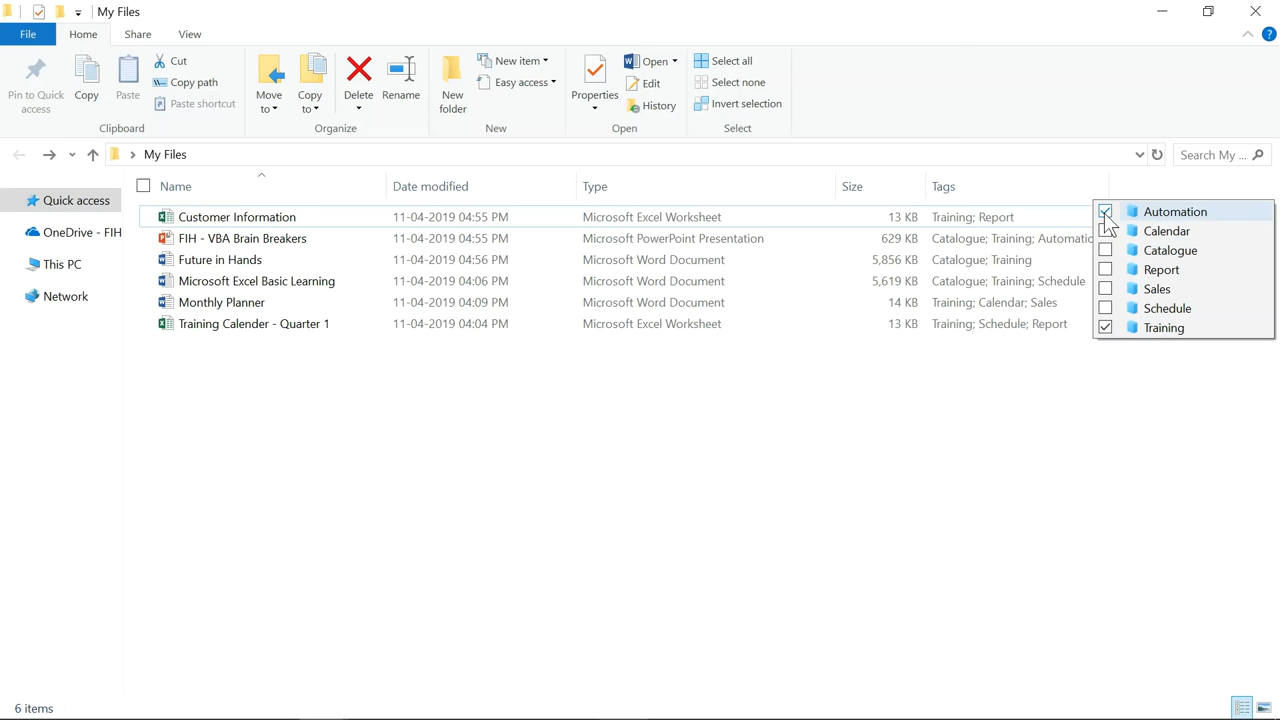 My Files
File Home Share View
Pin to Quick access
Copy
Paste
Cut
Copy path
Paste shortcut
Clipboard
Move to
Copy to
Delete
Rename
Organize
New folder
New item
Easy access
New
Properties
Open
Edit
History
Open
Select all
Select none
Invert selection
Select
My Files
Search My ...
Quick access
OneDrive - FIH
This PC
Network
Name Date modified Type Size Tags
Customer Information 11-04-2019 04:55 PM Microsoft Excel Worksheet 13 KB Training; Report
FIH - VBA Brain Breakers 11-04-2019 04:55 PM Microsoft PowerPoint Presentation 629 KB Catalogue; Training; Automatic
Future in Hands 11-04-2019 04:56 PM Microsoft Word Document 5,856 KB Catalogue; Training
Microsoft Excel Basic Learning 11-04-2019 04:06 PM Microsoft Word Document 5,619 KB Catalogue; Training; Schedule
Monthly Planner 11-04-2019 04:09 PM Microsoft Word Document 14 KB Training; Calendar; Sales
Training Calender - Quarter 1 11-04-2019 04:04 PM Microsoft Excel Worksheet 13 KB Training; Schedule; Report
Automation
Calendar
Catalogue
Report
Sales
Schedule
Training
6 items